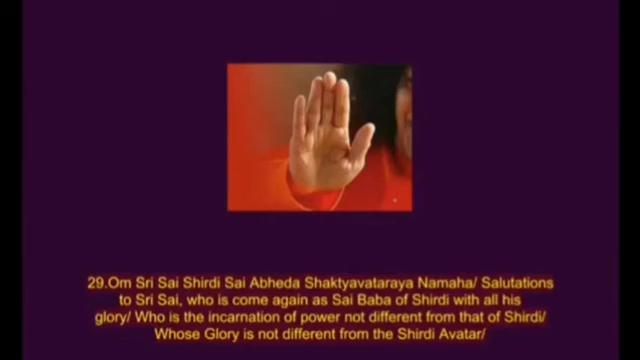 29.Om Sri Sai Shirdi Sai Abheda Shaktyavataraya Namaha/ Salutations
to Sri Sai, who is come again as Sai Baba of Shirdi with all his
glory/ Who is the incarnation of power not different from that of Shirdi/
Whose Glory is not different from the Shirdi Avatar/